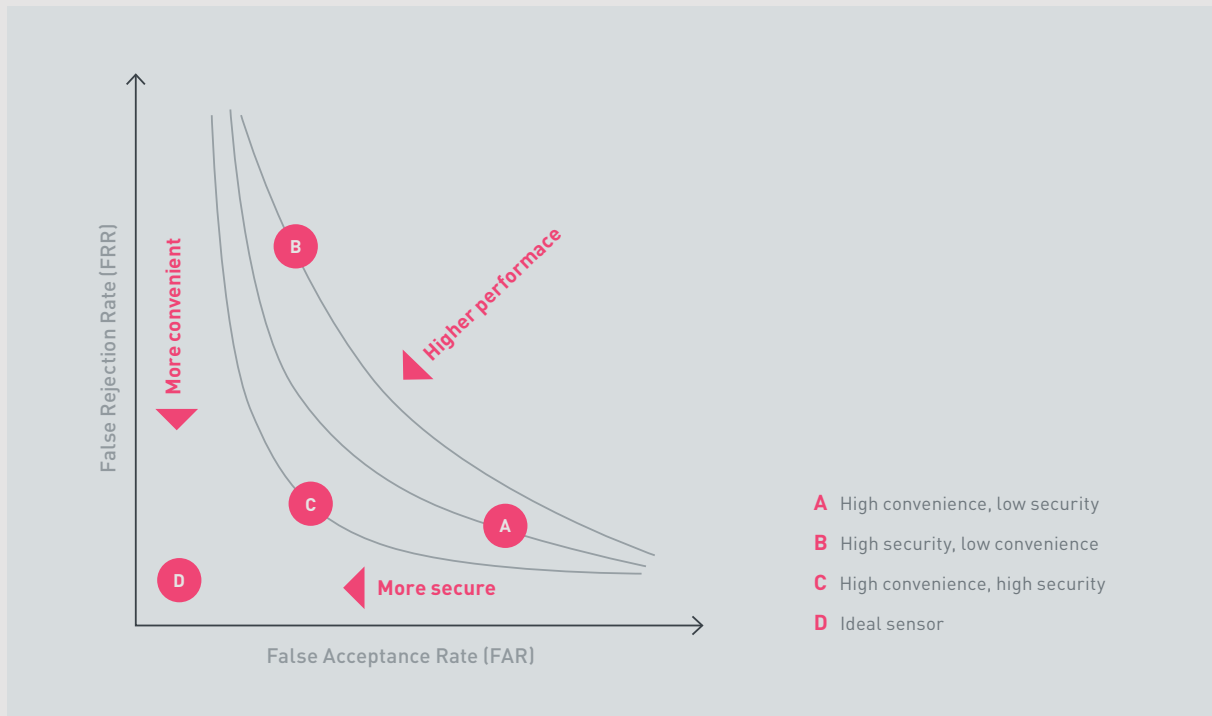 False Rejection Rate (FRR)
More convenient
B
Higher performace
C
A
D
More secure
False Acceptance Rate (FAR)
A High convenience, low security
B High security, low convenience
C High convenience, high security
D Ideal sensor